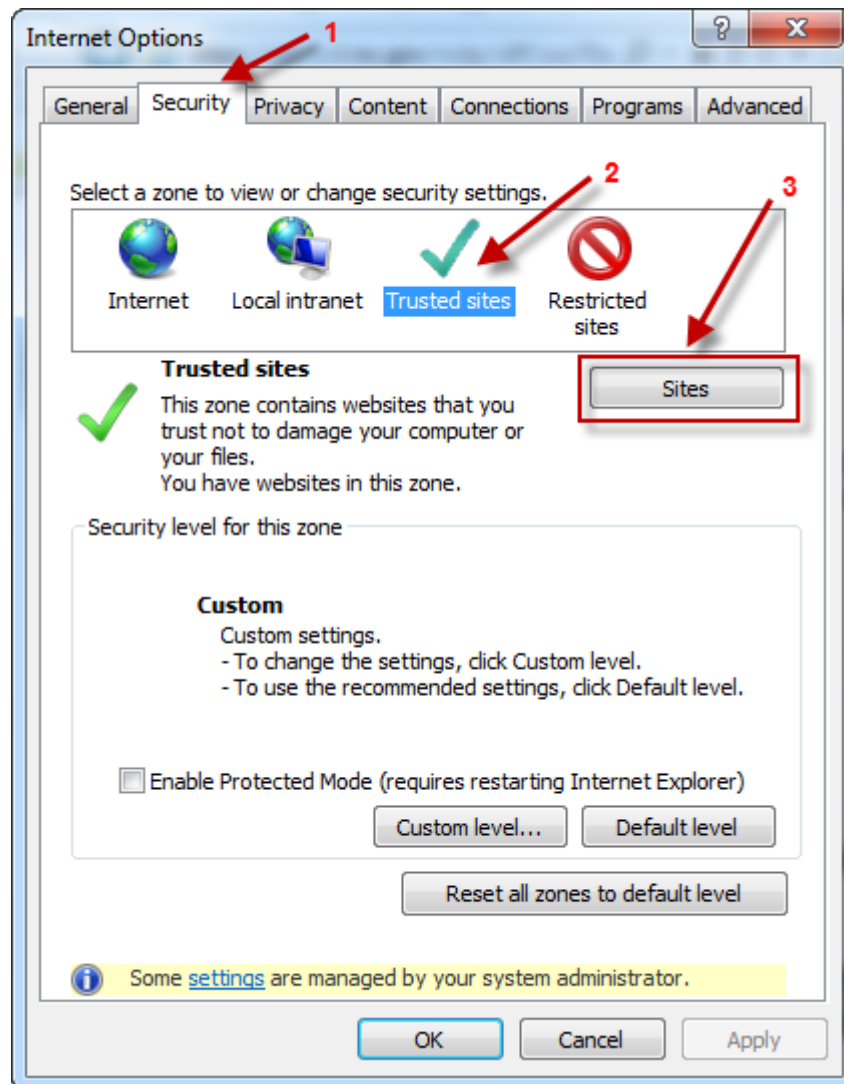 Internet Options
1
General Security Privacy Content Connections Programs Advanced
2
3
Select a zone to view or change security settings.
Internet Local intranet Trusted sites Restricted
sites
Trusted sites
Sites
This zone contains websites that you
trust not to damage your computer or
your files.
You have websites in this zone.
Security level for this zone
Custom
Custom settings.
- To change the settings, click Custom level.
- To use the recommended settings, click Default level.
Enable Protected Mode (requires restarting Internet Explorer)
Custom level... Default level
Reset all zones to default level
Some settings are managed by your system administrator.
OK Cancel Apply